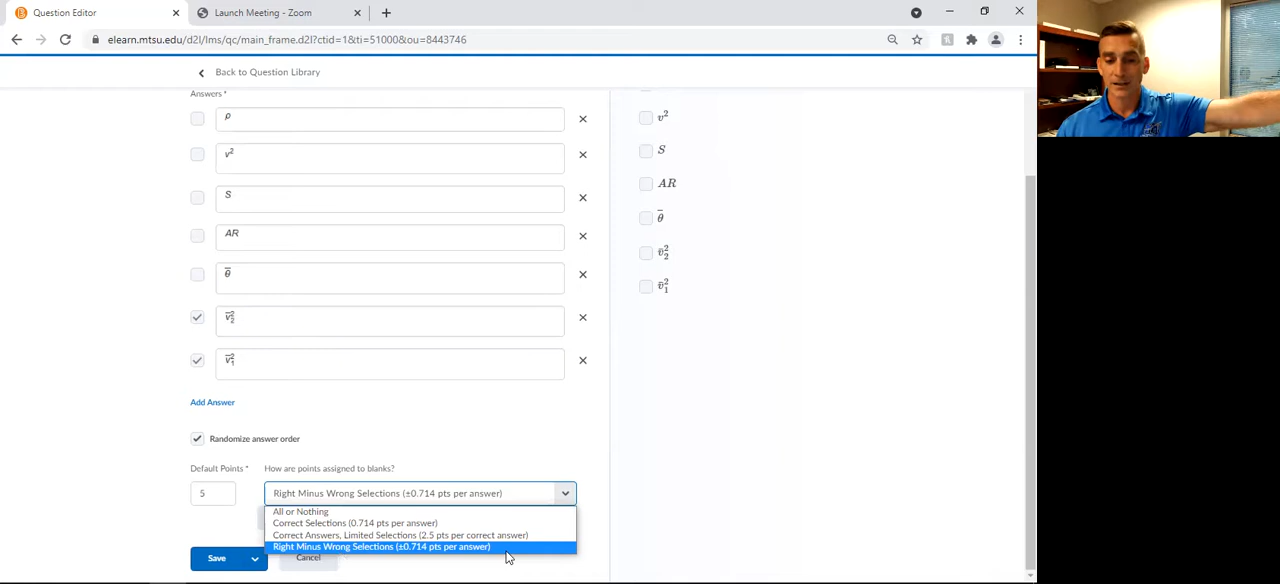 Question Editor
Launch Meeting - Zoom
elearn.mtsu.edu/d2l/lms/qc/main_frame.d2l?ctid=1&ti=51000&ou=8443746
Back to Question Library
Answers *
ρ
v²
S
AR
θ̅
v̅₂²
v̅₁²
Add Answer
Randomize answer order
Default Points *
How are points assigned to blanks?
5
Right Minus Wrong Selections (±0.714 pts per answer)
All or Nothing
Correct Selections (0.714 pts per answer)
Correct Answers, Limited Selections (2.5 pts per correct answer)
Right Minus Wrong Selections (±0.714 pts per answer)
Save
Cancel
v²
S
AR
θ̅
v̅₂²
v̅₁²